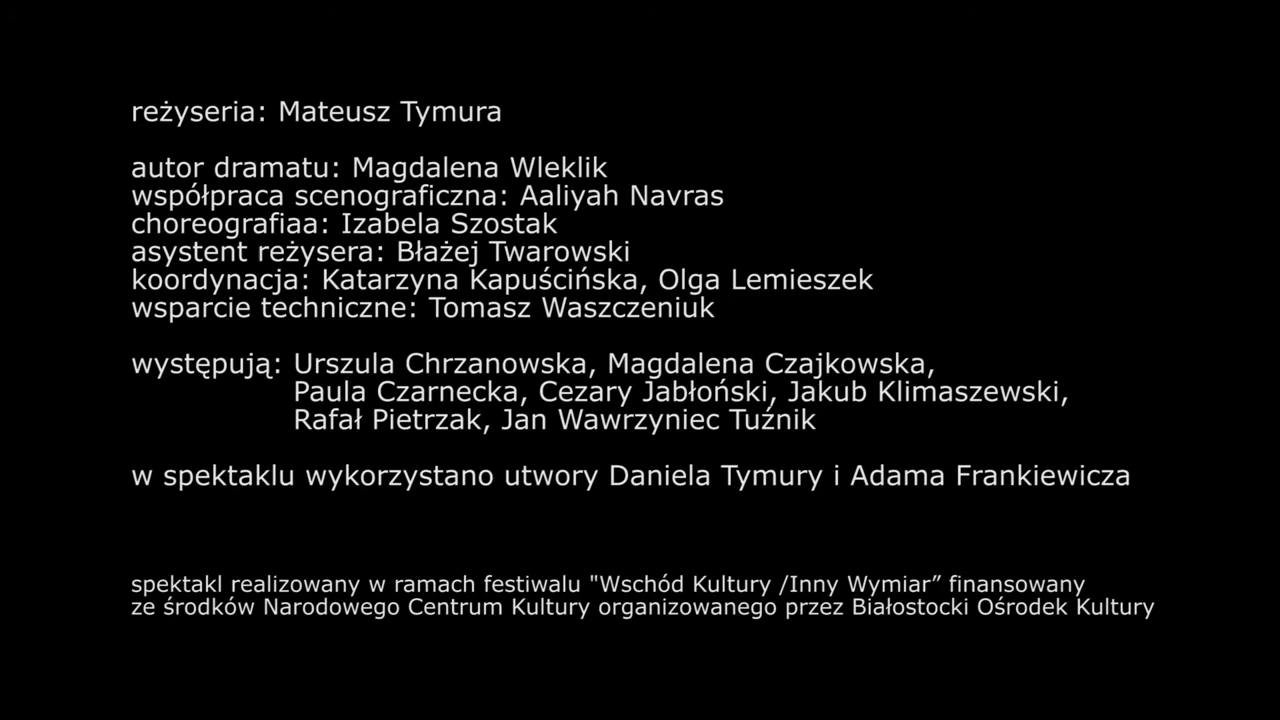 reżyseria: Mateusz Tymura
autor dramatu: Magdalena Wleklik
współpraca scenograficzna: Aaliyah Navras
choreografiaa: Izabela Szostak
asystent reżysera: Błażej Twarowski
koordynacja: Katarzyna Kapuścińska, Olga Lemieszek
wsparcie techniczne: Tomasz Waszczeniuk
występują: Urszula Chrzanowska, Magdalena Czajkowska,
Paula Czarnecka, Cezary Jabłoński, Jakub Klimaszewski,
Rafał Pietrzak, Jan Wawrzyniec Tuźnik
w spektaklu wykorzystano utwory Daniela Tymury i Adama Frankiewicza
spektakl realizowany w ramach festiwalu "Wschód Kultury /Inny Wymiar” finansowany
ze środków Narodowego Centrum Kultury organizowanego przez Białostocki Ośrodek Kultury